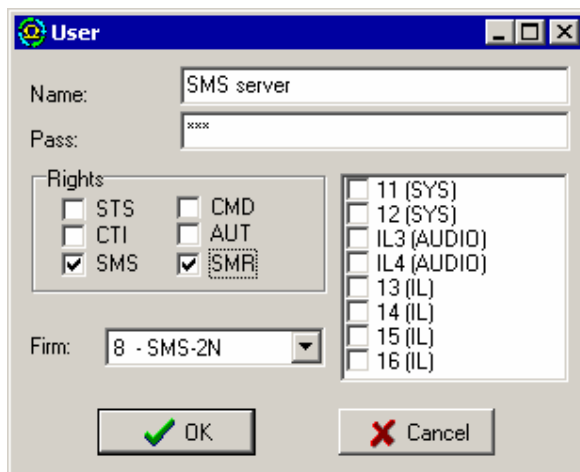 User
Name: SMS server
Pass: ***
Rights
STS CMD
CTI AUT
SMS SMR
11 (SYS)
12 (SYS)
IL3 (AUDIO)
IL4 (AUDIO)
13 (IL)
14 (IL)
15 (IL)
16 (IL)
Firm: 8 - SMS-2N
OK Cancel